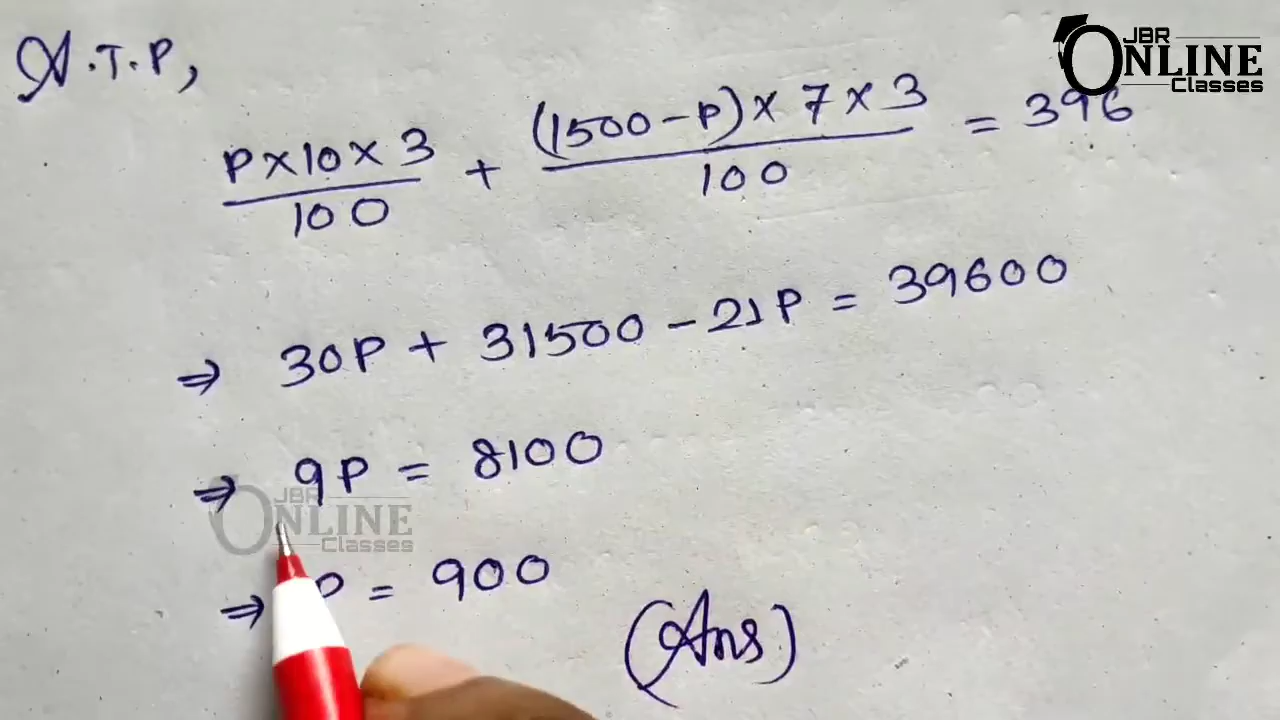 A.T.P,
JBR
ONLINE
Classes
P×10×3/100 + (1500-P)×7×3/100 = 396
⇒ 30P + 31500 - 21P = 39600
⇒ 9P = 8100
JBR
ONLINE
Classes
⇒ P = 900
(Ans)